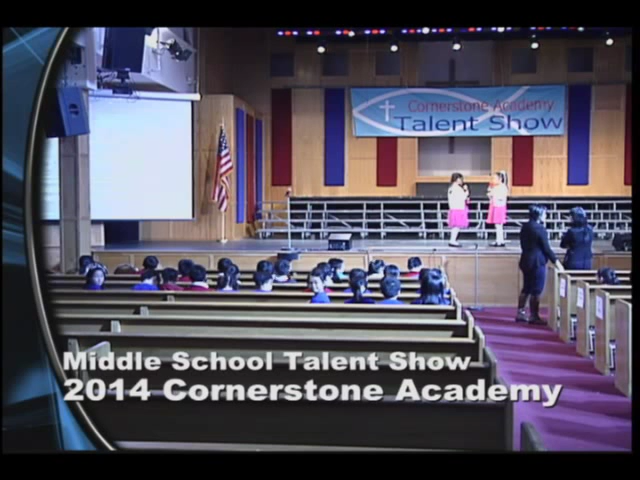 Cornerstone Academy
Talent Show
Middle School Talent Show
2014 Cornerstone Academy